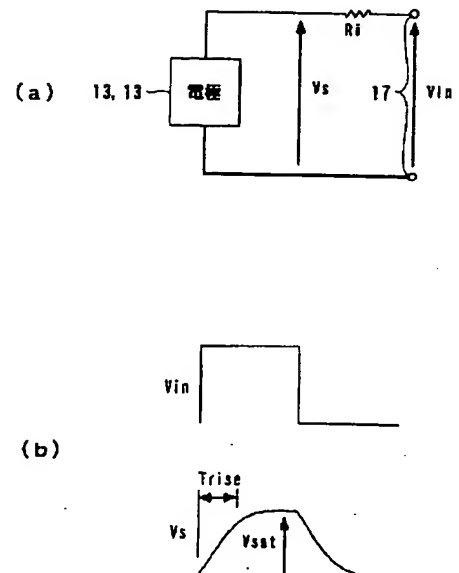 (a)
13, 13
電極
Vs
Ri
17
Vin
(b)
Vin
Trise
Vs
Vsat